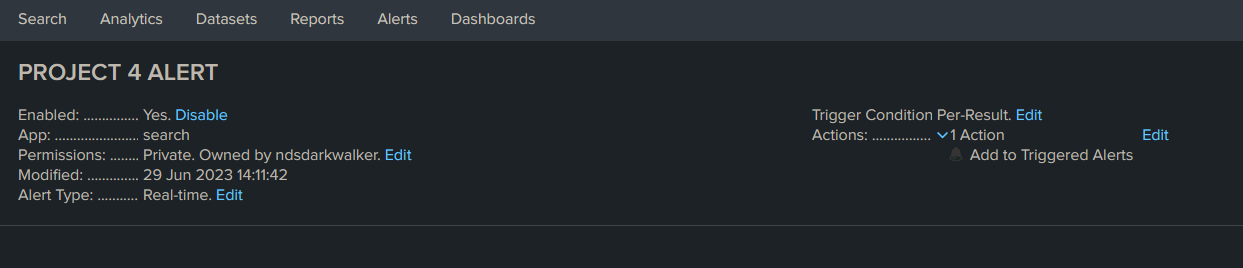 Search Analytics Datasets Reports Alerts Dashboards
PROJECT 4 ALERT
Enabled: ............... Yes. Disable
App: ....................... search
Permissions: ........ Private. Owned by ndsdarkwalker. Edit
Modified: .............. 29 Jun 2023 14:11:42
Alert Type: ........... Real-time. Edit
Trigger Condition Per-Result. Edit
Actions: ................ 1 Action Edit
Add to Triggered Alerts